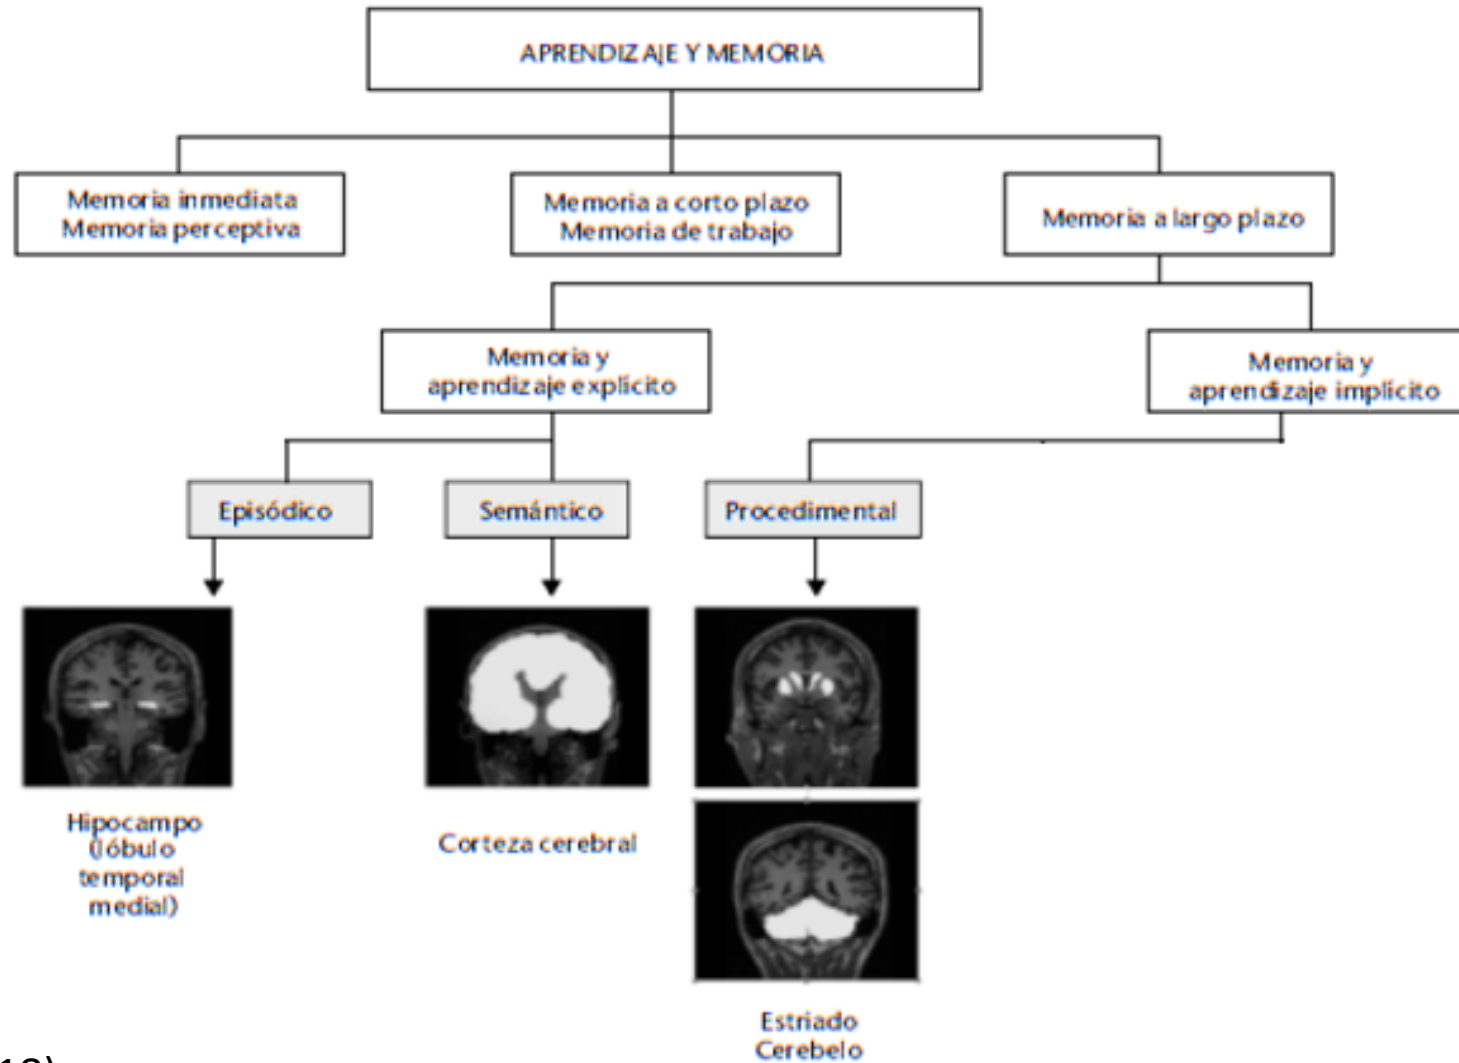 APRENDIZAJE Y MEMORIA
Memoria inmediata
Memoria perceptiva
Memoria a corto plazo
Memoria de trabajo
Memoria a largo plazo
Memoria y
aprendizaje explícito
Memoria y
aprendizaje implícito
Episódico
Semántico
Procedimental
Hipocampo
(lóbulo
temporal
medial)
Corteza cerebral
Estriado
Cerebelo